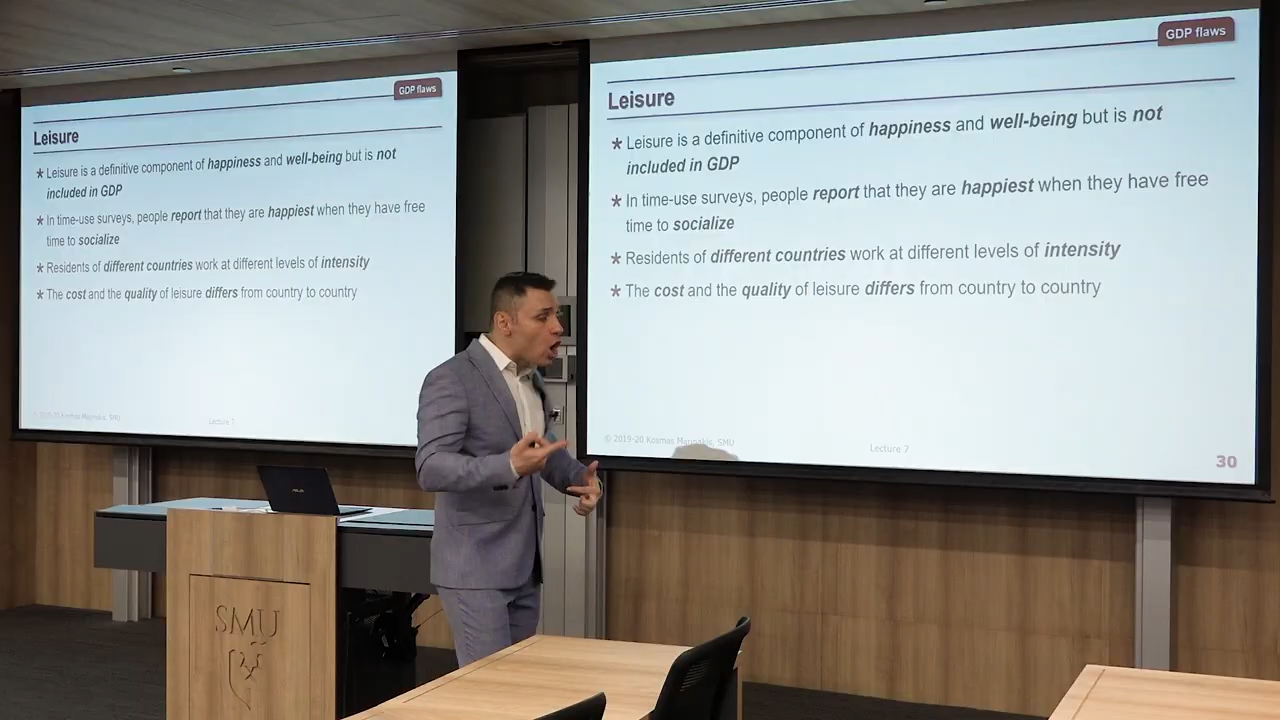 GDP flaws
Leisure
* Leisure is a definitive component of happiness and well-being but is not
included in GDP
* In time-use surveys, people report that they are happiest when they have free
time to socialize
* Residents of different countries work at different levels of intensity
* The cost and the quality of leisure differs from country to country
© 2019-20 Kosmas Marinakis, SMU
Lecture 7
GDP flaws
Leisure
* Leisure is a definitive component of happiness and well-being but is not
included in GDP
* In time-use surveys, people report that they are happiest when they have free
time to socialize
* Residents of different countries work at different levels of intensity
* The cost and the quality of leisure differs from country to country
© 2019-20 Kosmas Marinakis, SMU
Lecture 7
30
SMU